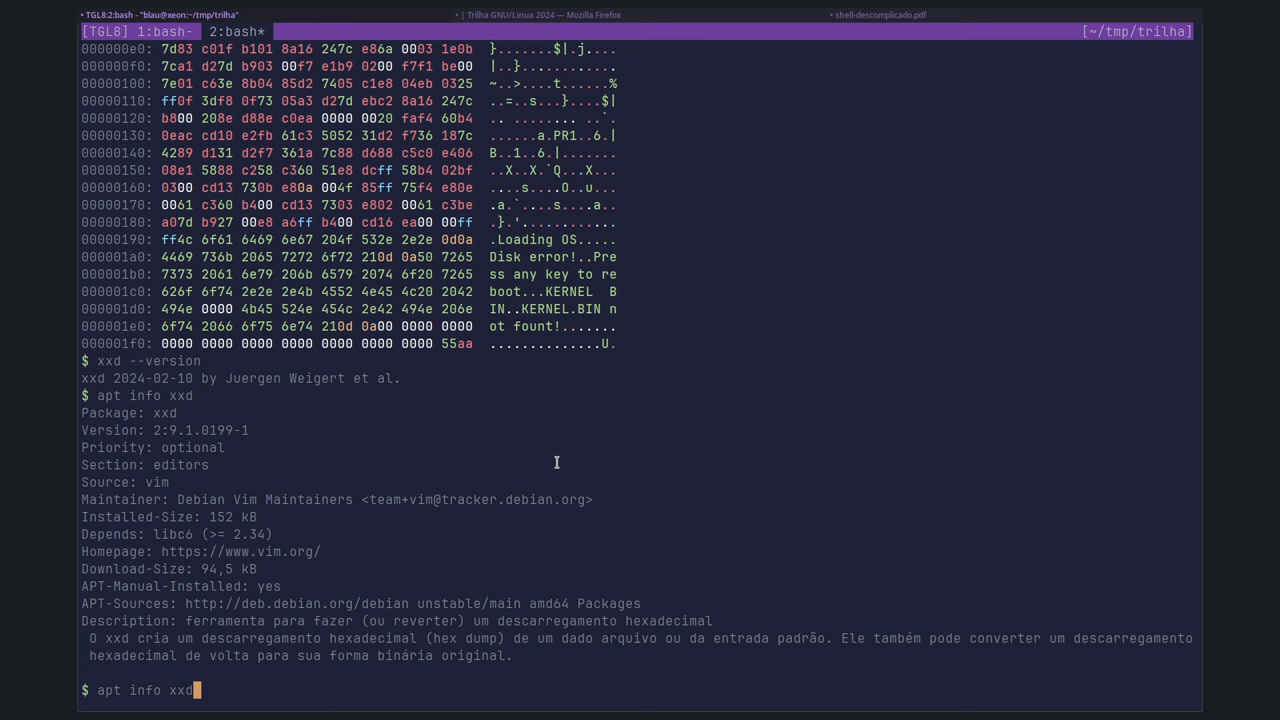 • TGL8:2:bash - "blau@xeon:~/tmp/trilha"
• | Trilha GNU/Linux 2024 — Mozilla Firefox
• shell-descomplicado.pdf
[TGL8] 1:bash- 2:bash* [~/tmp/trilha]
000000e0: 7d83 c01f b101 8a16 247c e86a 0003 1e0b }.......$|.j....
000000f0: 7ca1 d27d b903 00f7 e1b9 0200 f7f1 be00 |..}............
00000100: 7e01 c63e 8b04 85d2 7405 c1e8 04eb 0325 ~..>....t......%
00000110: ff0f 3df8 0f73 05a3 d27d ebc2 8a16 247c ..=..s...}....$|
00000120: b800 208e d88e c0ea 0000 0020 faf4 60b4 .. ........ ..`.
00000130: 0eac cd10 e2fb 61c3 5052 31d2 f736 187c ......a.PR1..6.|
00000140: 4289 d131 d2f7 361a 7c88 d688 c5c0 e406 B..1..6.|.......
00000150: 08e1 5888 c258 c360 51e8 dcff 58b4 02bf ..X..X.`Q...X...
00000160: 0300 cd13 730b e80a 004f 85ff 75f4 e80e ....s....O..u...
00000170: 0061 c360 b400 cd13 7303 e802 0061 c3be .a.`....s....a..
00000180: a07d b927 00e8 a6ff b400 cd16 ea00 00ff .}.'............
00000190: ff4c 6f61 6469 6e67 204f 532e 2e2e 0d0a .Loading OS.....
000001a0: 4469 736b 2065 7272 6f72 210d 0a50 7265 Disk error!..Pre
000001b0: 7373 2061 6e79 206b 6579 2074 6f20 7265 ss any key to re
000001c0: 626f 6f74 2e2e 2e4b 4552 4e45 4c20 2042 boot...KERNEL  B
000001d0: 494e 0000 4b45 524e 454c 2e42 494e 206e IN..KERNEL.BIN n
000001e0: 6f74 2066 6f75 6e74 210d 0a00 0000 0000 ot fount!.......
000001f0: 0000 0000 0000 0000 0000 0000 0000 55aa ..............U.
$ xxd --version
xxd 2024-02-10 by Juergen Weigert et al.
$ apt info xxd
Package: xxd
Version: 2:9.1.0199-1
Priority: optional
Section: editors
Source: vim
Maintainer: Debian Vim Maintainers <team+vim@tracker.debian.org>
Installed-Size: 152 kB
Depends: libc6 (>= 2.34)
Homepage: https://www.vim.org/
Download-Size: 94,5 kB
APT-Manual-Installed: yes
APT-Sources: http://deb.debian.org/debian unstable/main amd64 Packages
Description: ferramenta para fazer (ou reverter) um descarregamento hexadecimal
O xxd cria um descarregamento hexadecimal (hex dump) de um dado arquivo ou da entrada padrão. Ele também pode converter um descarregamento
hexadecimal de volta para sua forma binária original.
$ apt info xxd